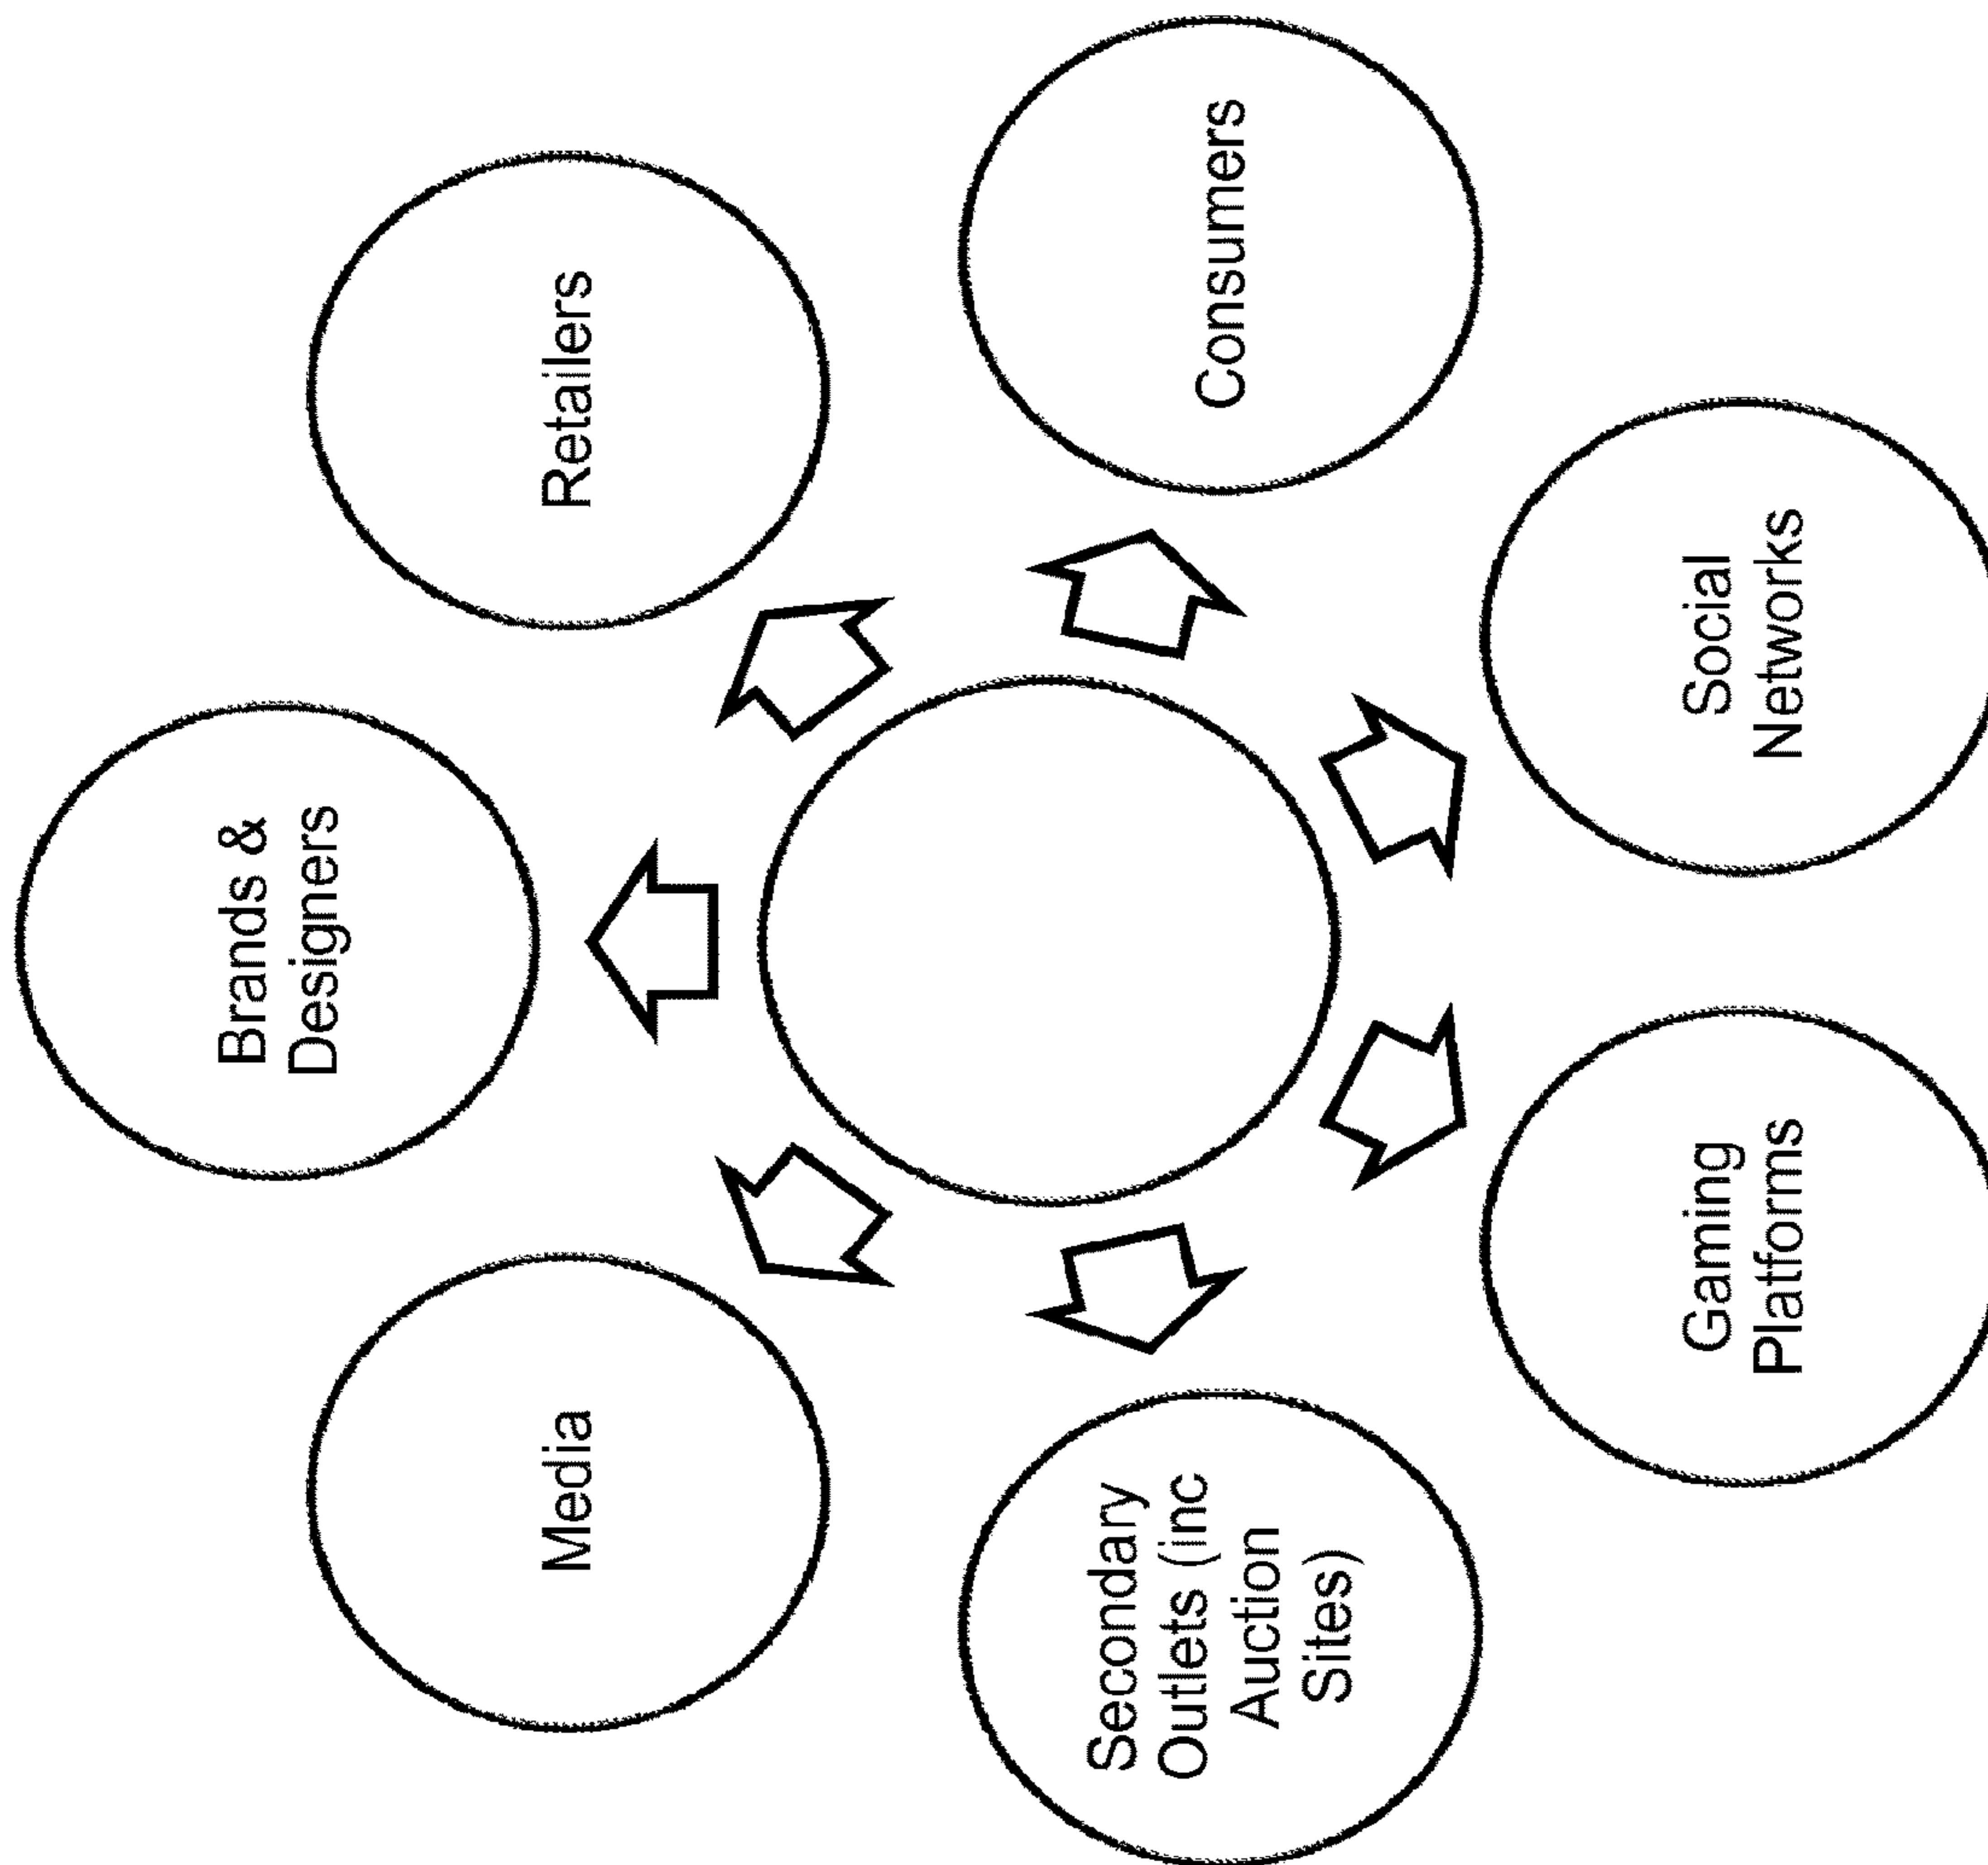 Brands &
Designers
Retailers
Consumers
Social
Networks
Gaming
Platforms
Secondary
Outlets (inc
Auction
Sites)
Media